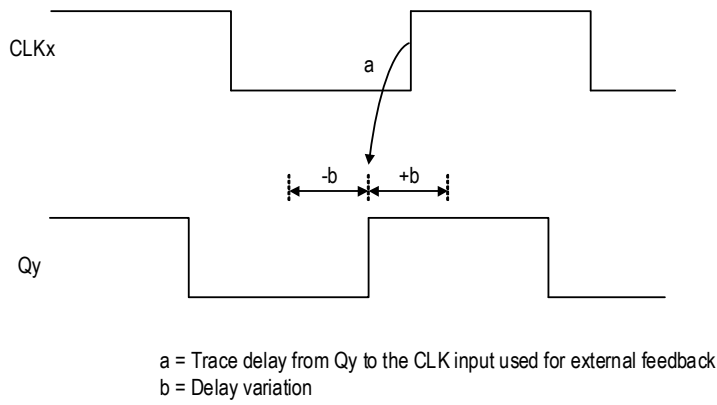 CLKx
a
-b
+b
Qy
a = Trace delay from Qy to the CLK input used for external feedback
b = Delay variation